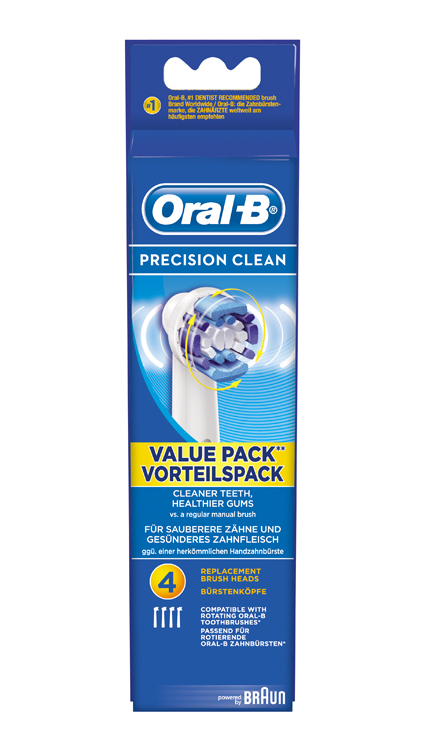 #1
Oral-B, #1 DENTIST RECOMMENDED brush
Brand Worldwide / Oral-B: die Zahnbürsten-
marke, die ZAHNÄRZTE weltweit am
häufigsten empfehlen
Oral-B®
PRECISION CLEAN
VALUE PACK**
VORTEILSPACK
CLEANER TEETH,
HEALTHIER GUMS
vs. a regular manual brush
FÜR SAUBERERE ZÄHNE UND
GESÜNDERES ZAHNFLEISCH
ggü. einer herkömmlichen Handzahnbürste
4
REPLACEMENT
BRUSH HEADS
BÜRSTENKÖPFE
COMPATIBLE WITH
ROTATING ORAL-B
TOOTHBRUSHES*
PASSEND FÜR
ROTIERENDE
ORAL-B ZAHNBÜRSTEN*
powered
by
BRAUN